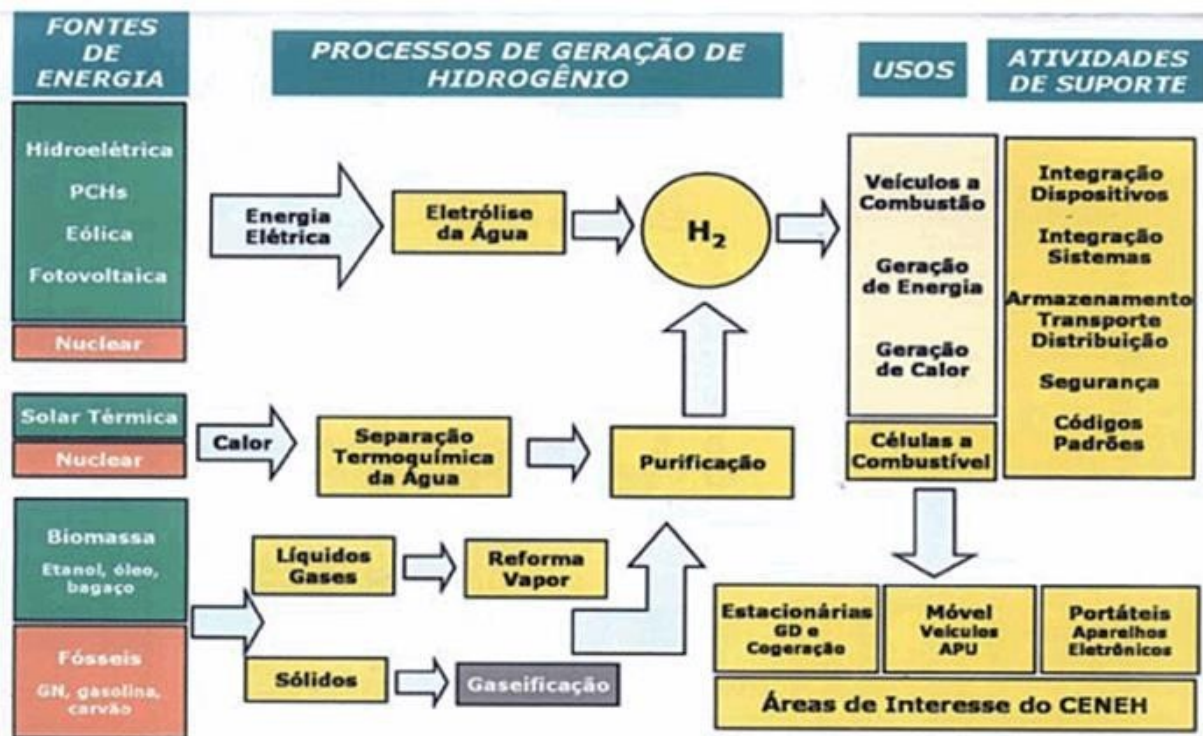 FONTES
DE
ENERGIA
PROCESSOS DE GERAÇÃO DE
HIDROGÊNIO
USOS
ATIVIDADES
DE SUPORTE
Hidroelétrica
PCHs
Eólica
Fotovoltaica
Nuclear
Energia
Elétrica
Eletrólise
da Água
H₂
Veículos a
Combustão
Geração
de Energia
Geração
de Calor
Células a
Combustível
Integração
Dispositivos
Integração
Sistemas
Armazenamento
Transporte
Distribuição
Segurança
Códigos
Padrões
Solar Térmica
Nuclear
Calor
Separação
Termoquímica
da Água
Purificação
Biomassa
Etanol, óleo,
bagaço
Fósseis
GN, gasolina,
carvão
Líquidos
Gases
Reforma
Vapor
Sólidos
Gaseificação
Estacionárias
GD e
Cogeração
Móvel
Veículos
APU
Portáteis
Aparelhos
Eletrônicos
Áreas de Interesse do CENEH